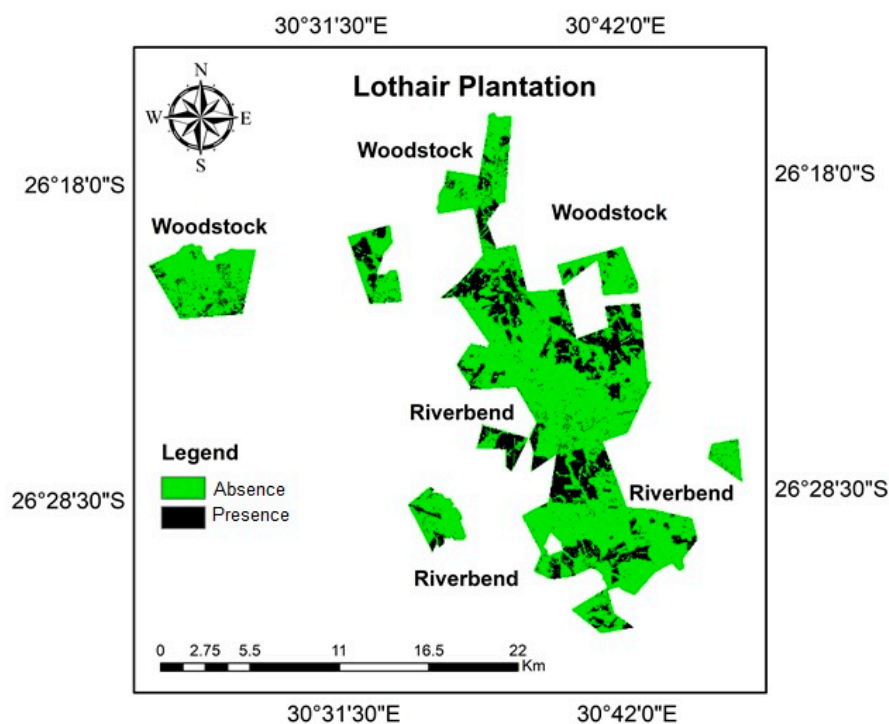 30°31'30"E 30°42'0"E
Lothair Plantation
N
W E
S
Woodstock
26°18'0"S 26°18'0"S
Woodstock Woodstock
Riverbend
Legend
Absence
Presence
Riverbend
26°28'30"S 26°28'30"S
Riverbend
0 2.75 5.5 11 16.5 22
Km
30°31'30"E 30°42'0"E